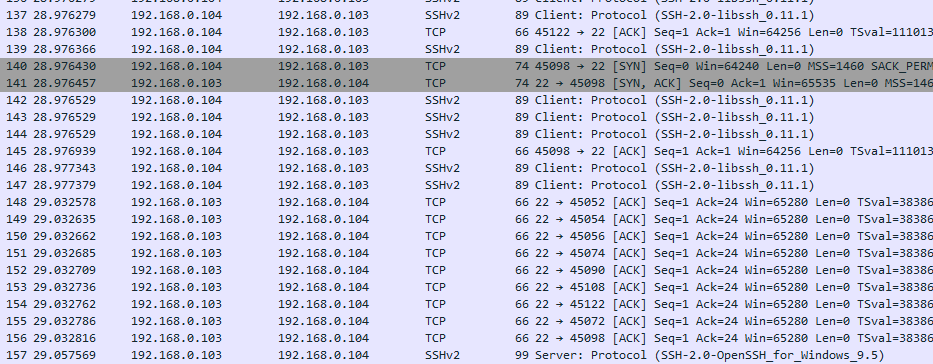 137 28.976289 192.168.0.104 192.168.0.103 SSHv2 89 Client: Protocol (SSH-2.0-libssh_0.11.1)
138 28.976300 192.168.0.104 192.168.0.103 TCP 66 45122 → 22 [ACK] Seq=1 Ack=1 Win=64256 Len=0 TSval=111013
139 28.976366 192.168.0.104 192.168.0.103 SSHv2 89 Client: Protocol (SSH-2.0-libssh_0.11.1)
140 28.976430 192.168.0.104 192.168.0.103 TCP 74 45098 → 22 [SYN] Seq=0 Win=64240 Len=0 MSS=1460 SACK_PERM
141 28.976457 192.168.0.103 192.168.0.104 TCP 74 22 → 45098 [SYN, ACK] Seq=0 Ack=1 Win=65535 Len=0 MSS=146
142 28.976529 192.168.0.104 192.168.0.103 SSHv2 89 Client: Protocol (SSH-2.0-libssh_0.11.1)
143 28.976529 192.168.0.104 192.168.0.103 SSHv2 89 Client: Protocol (SSH-2.0-libssh_0.11.1)
144 28.976529 192.168.0.104 192.168.0.103 SSHv2 89 Client: Protocol (SSH-2.0-libssh_0.11.1)
145 28.976939 192.168.0.104 192.168.0.103 TCP 66 45098 → 22 [ACK] Seq=1 Ack=1 Win=64256 Len=0 TSval=111013
146 28.977343 192.168.0.104 192.168.0.103 SSHv2 89 Client: Protocol (SSH-2.0-libssh_0.11.1)
147 28.977379 192.168.0.104 192.168.0.103 SSHv2 89 Client: Protocol (SSH-2.0-libssh_0.11.1)
148 29.032578 192.168.0.103 192.168.0.104 TCP 66 22 → 45052 [ACK] Seq=1 Ack=24 Win=65280 Len=0 TSval=38386
149 29.032635 192.168.0.103 192.168.0.104 TCP 66 22 → 45054 [ACK] Seq=1 Ack=24 Win=65280 Len=0 TSval=38386
150 29.032662 192.168.0.103 192.168.0.104 TCP 66 22 → 45056 [ACK] Seq=1 Ack=24 Win=65280 Len=0 TSval=38386
151 29.032685 192.168.0.103 192.168.0.104 TCP 66 22 → 45074 [ACK] Seq=1 Ack=24 Win=65280 Len=0 TSval=38386
152 29.032709 192.168.0.103 192.168.0.104 TCP 66 22 → 45090 [ACK] Seq=1 Ack=24 Win=65280 Len=0 TSval=38386
153 29.032736 192.168.0.103 192.168.0.104 TCP 66 22 → 45108 [ACK] Seq=1 Ack=24 Win=65280 Len=0 TSval=38386
154 29.032762 192.168.0.103 192.168.0.104 TCP 66 22 → 45122 [ACK] Seq=1 Ack=24 Win=65280 Len=0 TSval=38386
155 29.032786 192.168.0.103 192.168.0.104 TCP 66 22 → 45072 [ACK] Seq=1 Ack=24 Win=65280 Len=0 TSval=38386
156 29.032816 192.168.0.103 192.168.0.104 TCP 66 22 → 45098 [ACK] Seq=1 Ack=24 Win=65280 Len=0 TSval=38386
157 29.057569 192.168.0.103 192.168.0.104 SSHv2 99 Server: Protocol (SSH-2.0-OpenSSH_for_Windows_9.5)